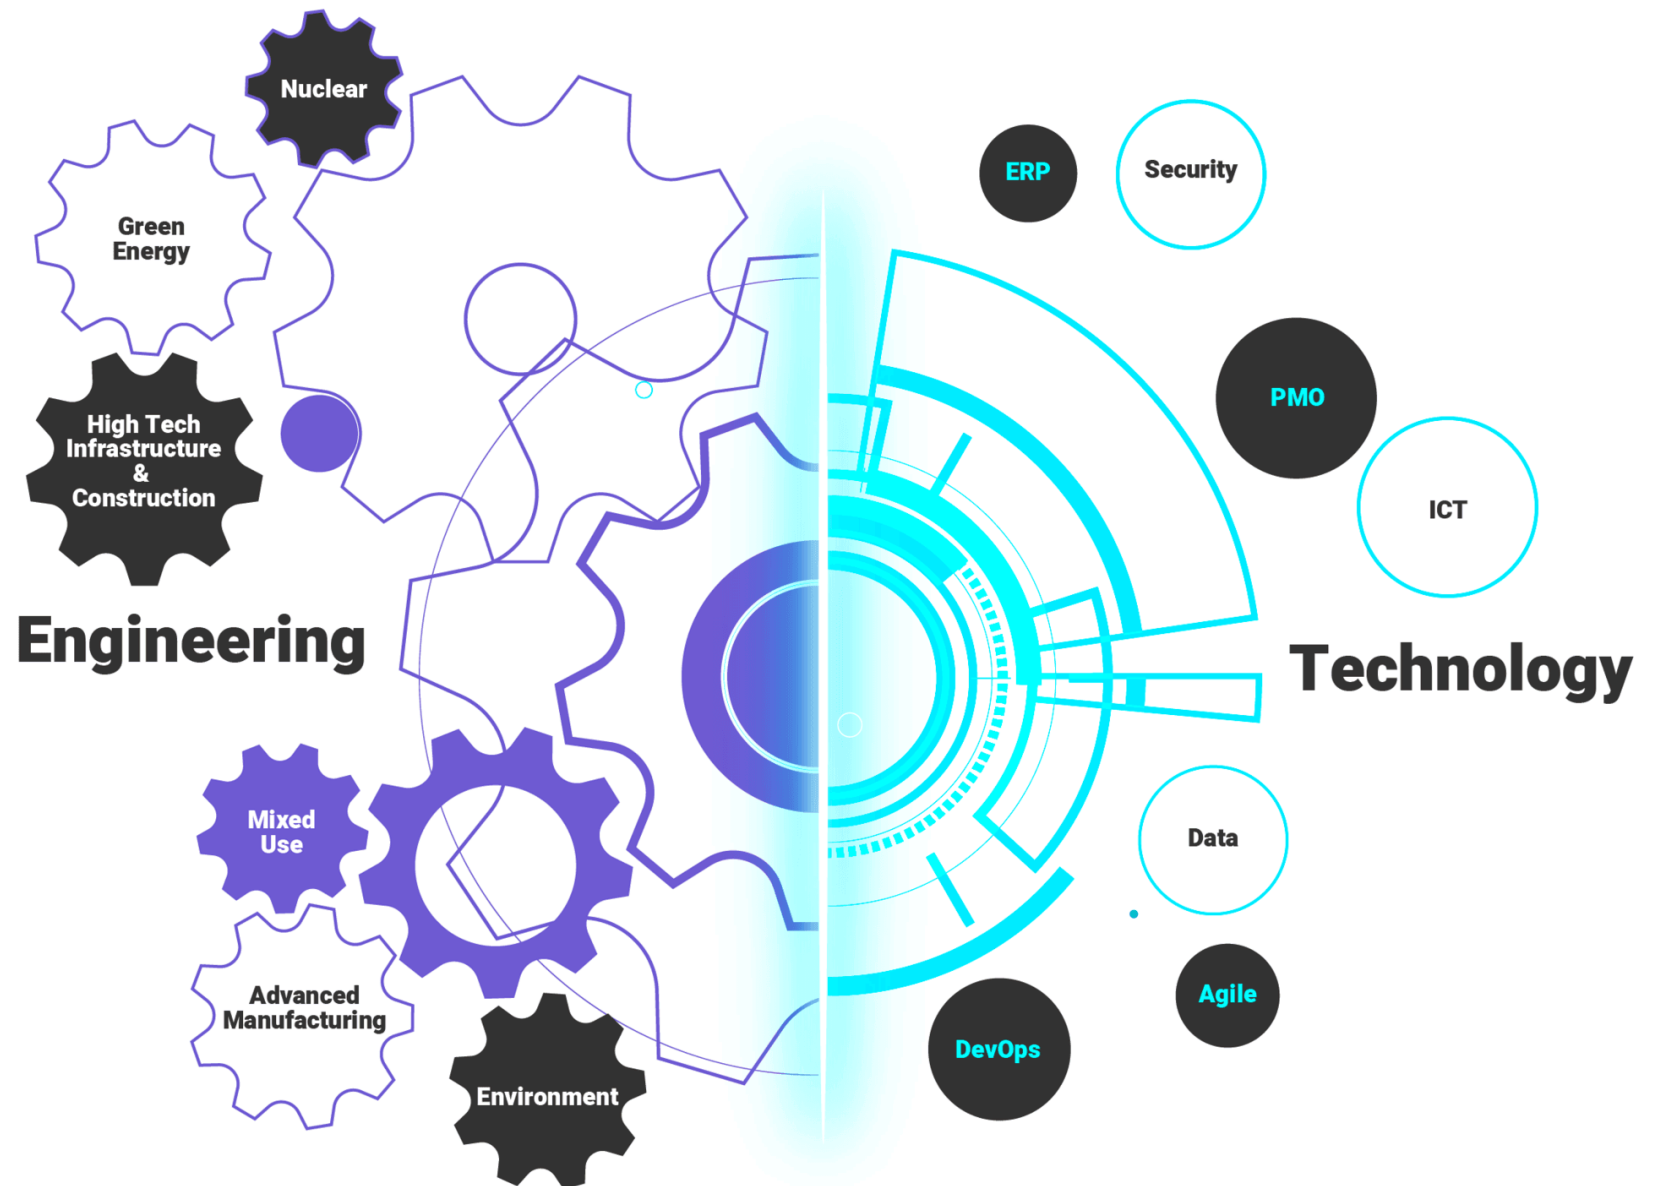 Nuclear
Green
Energy
High Tech
Infrastructure
&
Construction
Engineering
Mixed
Use
Advanced
Manufacturing
Environment
ERP
Security
PMO
ICT
Technology
Data
Agile
DevOps